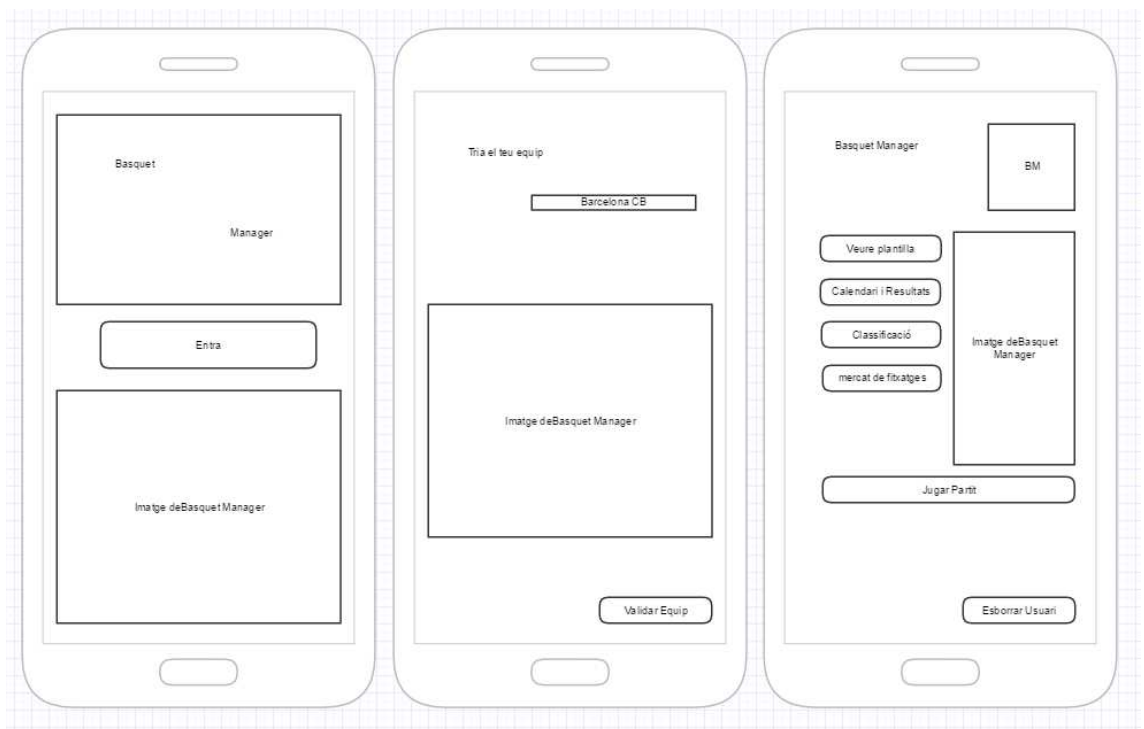 Basquet
Manager
Entra
Imatge deBasquet Manager
Tria el teu equip
Barcelona CB
Imatge deBasquet Manager
Validar Equip
Basquet Manager
BM
Veure plantilla
Calendari i Resultats
Classificació
mercat de fitxatges
Imatge deBasquet
Manager
Jugar Partit
Esborrar Usuari